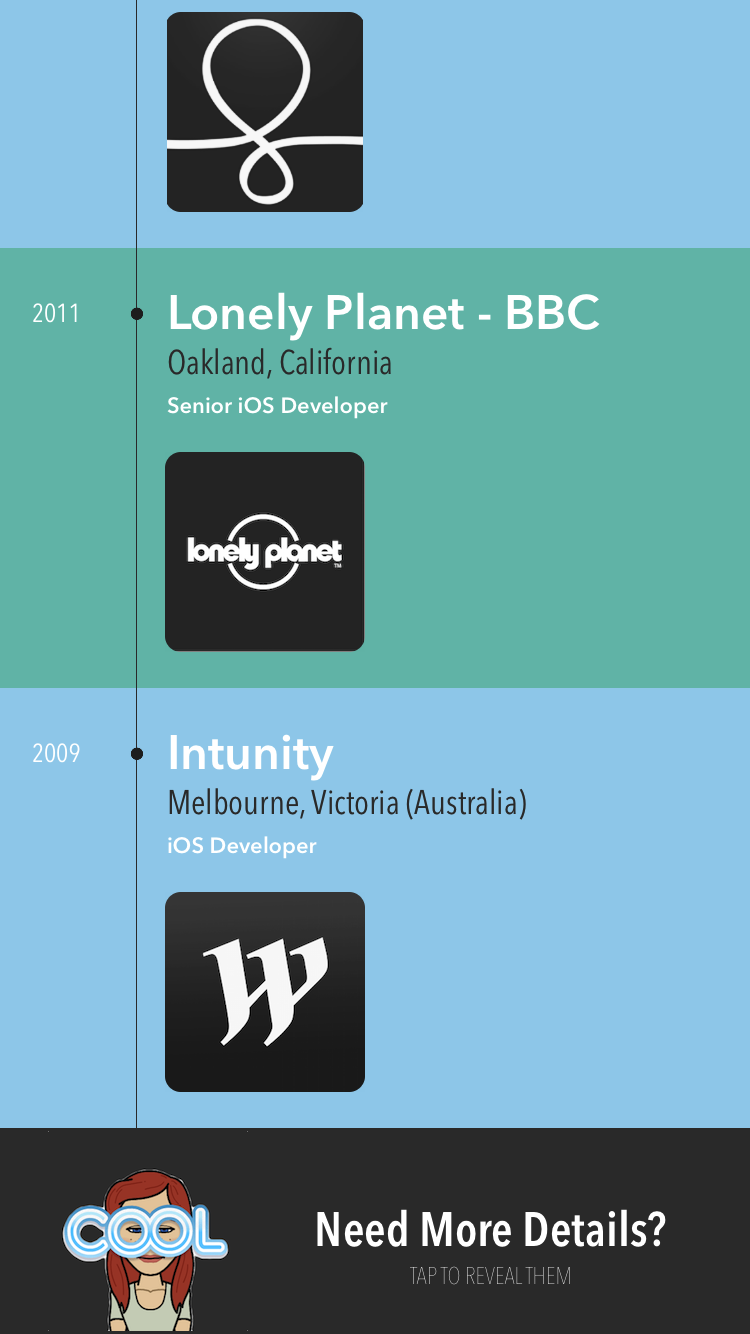 2011
Lonely Planet - BBC
Oakland, California
Senior iOS Developer
lonely planet™
2009
Intunity
Melbourne, Victoria (Australia)
iOS Developer
W
COOL
Need More Details?
TAP TO REVEAL THEM